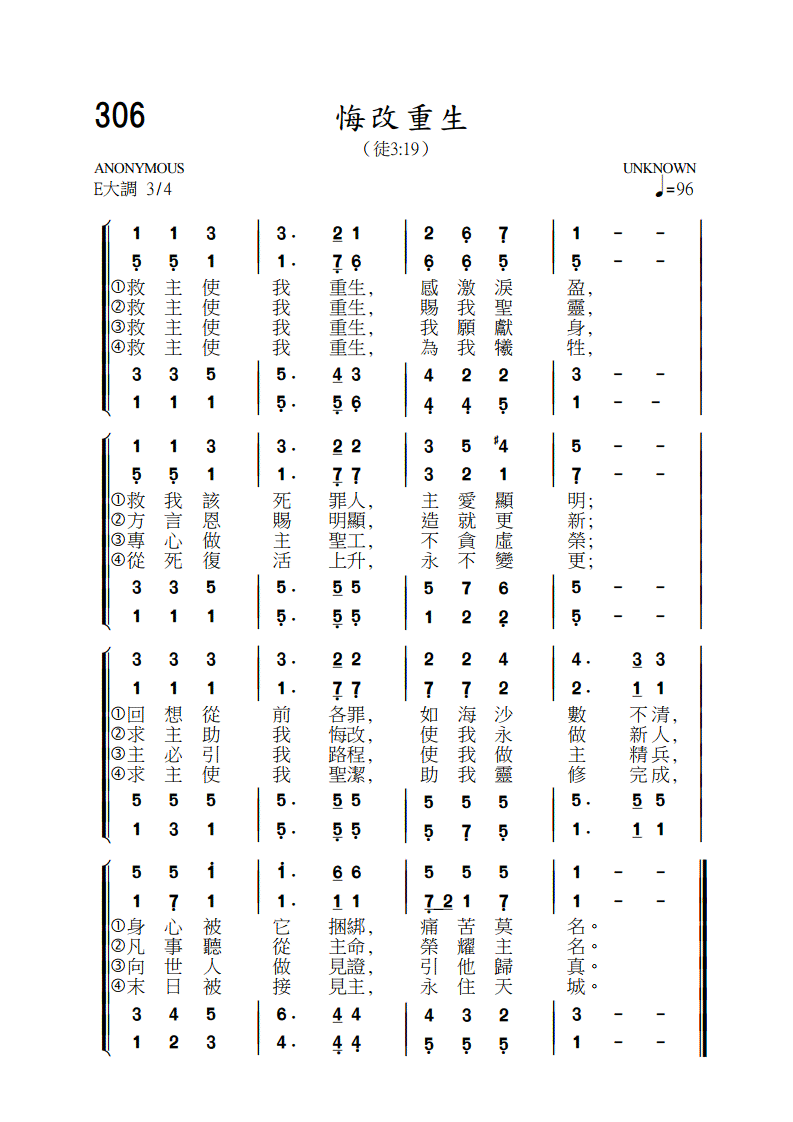 306
悔改重生
（徒3:19）
ANONYMOUS UNKNOWN
E大調 3/4 ♩=96
1 1 3 | 3 . 2 1 | 2 6̣ 7̣ | 1 - - |
5̣ 5̣ 1 | 1 . 7̣ 6̣ | 6̣ 6̣ 5̣ | 5̣ - - |
①救 主 使 我 重生， 感 激 淚 盈，
②救 主 使 我 重生， 賜 我 聖 靈，
③救 主 使 我 重生， 我 願 獻 身，
④救 主 使 我 重生， 為 我 犧 牲，
3 3 5 | 5 . 4 3 | 4 2 2 | 3 - - |
1 1 1 | 5̣ . 5̣ 6̣ | 4̣ 4̣ 5̣ | 1 - - |
1 1 3 | 3 . 2 2 | 3 5 ♯4 | 5 - - |
5̣ 5̣ 1 | 1 . 7̣ 7̣ | 3 2 1 | 7̣ - - |
①救 我 該 死 罪人， 主 愛 顯 明；
②方 言 恩 賜 明顯， 造 就 更 新；
③專 心 做 主 聖工， 不 貪 虛 榮；
④從 死 復 活 上升， 永 不 變 更；
3 3 5 | 5 . 5 5 | 5 7 6 | 5 - - |
1 1 1 | 5̣ . 5̣ 5̣ | 1 2 2̣ | 5̣ - - |
3 3 3 | 3 . 2 2 | 2 2 4 | 4 . 3 3 |
1 1 1 | 1 . 7̣ 7̣ | 7̣ 7̣ 2 | 2 . 1 1 |
①回 想 從 前 各罪， 如 海 沙 數 不清，
②求 主 助 我 悔改， 使 我 永 做 新人，
③主 必 引 我 路程， 使 我 做 主 精兵，
④求 主 使 我 聖潔， 助 我 靈 修 完成，
5 5 5 | 5 . 5 5 | 5 5 5 | 5 . 5 5 |
1 3 1 | 5̣ . 5̣ 5̣ | 5̣ 7̣ 5̣ | 1 . 1 1 |
5 5 1̇ | 1̇ . 6 6 | 5 5 5 | 1 - - ‖
1 7̣ 1 | 1 . 1 1 | 7̣ 2 1 7̣ | 1 - - ‖
①身 心 被 它 捆綁， 痛 苦 莫 名。
②凡 事 聽 從 主命， 榮 耀 主 名。
③向 世 人 做 見證， 引 他 歸 真。
④末 日 被 接 見主， 永 住 天 城。
3 4 5 | 6 . 4 4 | 4 3 2 | 3 - - ‖
1 2 3 | 4 . 4̣ 4̣ | 5̣ 5̣ 5̣ | 1 - - ‖